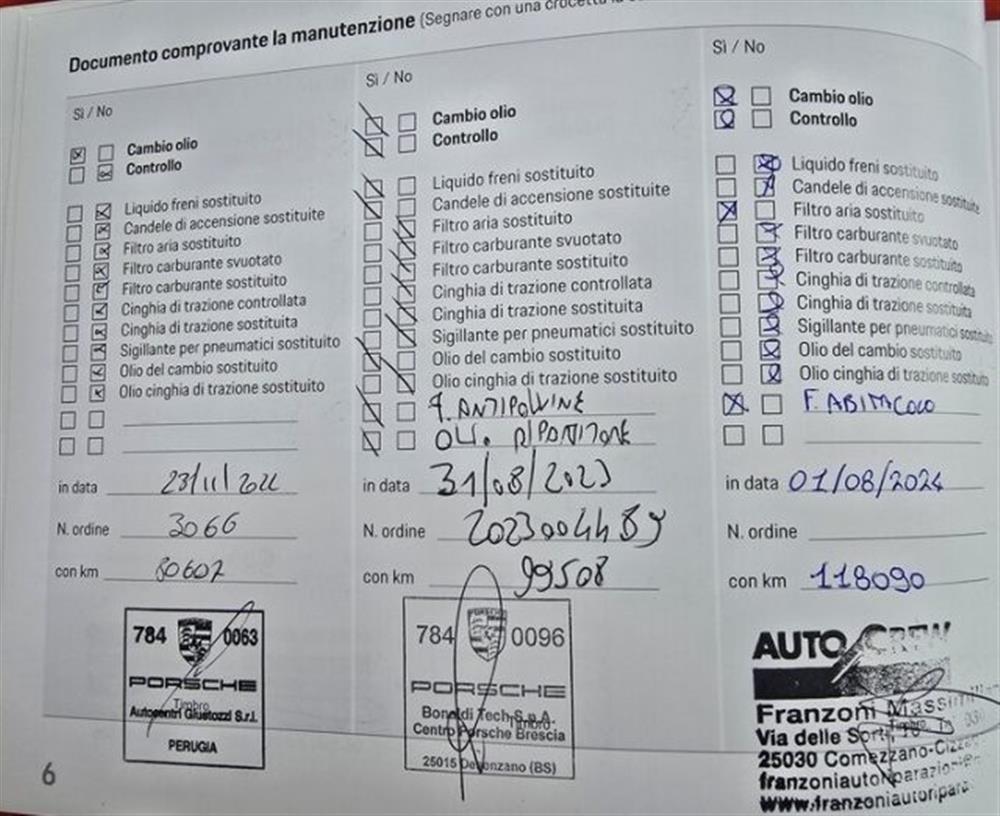 Documento comprovante la manutenzione (Segnare con una crocetta la
Sì / No
Cambio olio
Controllo
Liquido freni sostituito
Candele di accensione sostituite
Filtro aria sostituito
Filtro carburante svuotato
Filtro carburante sostituito
Cinghia di trazione controllata
Cinghia di trazione sostituita
Sigillante per pneumatici sostituito
Olio del cambio sostituito
Olio cinghia di trazione sostituito
in data 23/11/2022
N. ordine 3066
con km 80607
784 0063
PORSCHE
Timbro
Autocentri Giustozzi S.r.l.
PERUGIA
Sì / No
Cambio olio
Controllo
Liquido freni sostituito
Candele di accensione sostituite
Filtro aria sostituito
Filtro carburante svuotato
Filtro carburante sostituito
Cinghia di trazione controllata
Cinghia di trazione sostituita
Sigillante per pneumatici sostituito
Olio del cambio sostituito
Olio cinghia di trazione sostituito
F. ANTIPOLLINE
in data 31/08/2023
N. ordine 2023004489
con km 99508
784 0096
PORSCHE
Bonaldi Tech S.p.A.
Timbro
Centro Porsche Brescia
25015 Desenzano (BS)
Sì / No
Cambio olio
Controllo
Liquido freni sostituito
Candele di accensione sostituite
Filtro aria sostituito
Filtro carburante svuotato
Filtro carburante sostituito
Cinghia di trazione controllata
Cinghia di trazione sostituita
Sigillante per pneumatici sostituito
Olio del cambio sostituito
Olio cinghia di trazione sostituito
F. ABITACOLO
in data 01/08/2024
N. ordine
con km 118090
AUTO CREW
Franzoni
Timbro
Via delle
25030 Comezzano
6